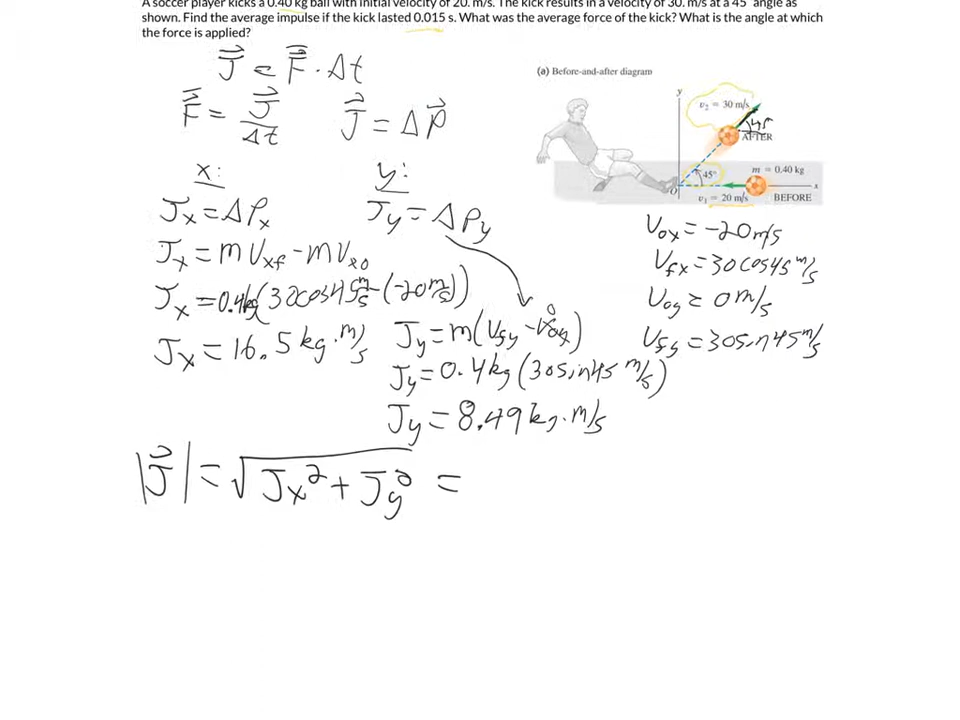 A soccer player kicks a 0.40 kg ball with initial velocity of 20. m/s. The kick results in a velocity of 30. m/s at a 45° angle as
shown. Find the average impulse if the kick lasted 0.015 s. What was the average force of the kick? What is the angle at which
the force is applied?
J = F · Δt
F = J / Δt
J = ΔP
(a) Before-and-after diagram
y
v₂ = 30 m/s
45
AFTER
45°
m = 0.40 kg
O
x
v₁ = 20 m/s
BEFORE
x:
Jx = ΔPx
Jx = m Vxf - m Vxo
Jx = 0.4kg(30cos45 m/s - (-20 m/s))
Jx = 16.5 kg·m/s
y:
Jy = ΔPy
0
Jy = m(Vfy - Voy)
Jy = 0.4kg (30sin45 m/s)
Jy = 8.49 kg·m/s
Vox = -20 m/s
Vfx = 30cos45 m/s
Voy = 0 m/s
Vfy = 30sin45 m/s
|J| = √Jx² + Jy² =